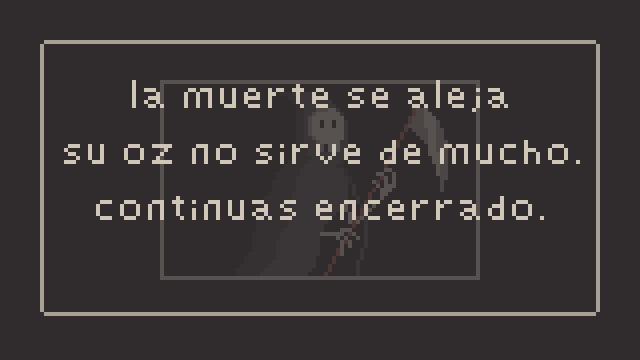 la muerte se aleja
su oz no sirve de mucho.
continuas encerrado.